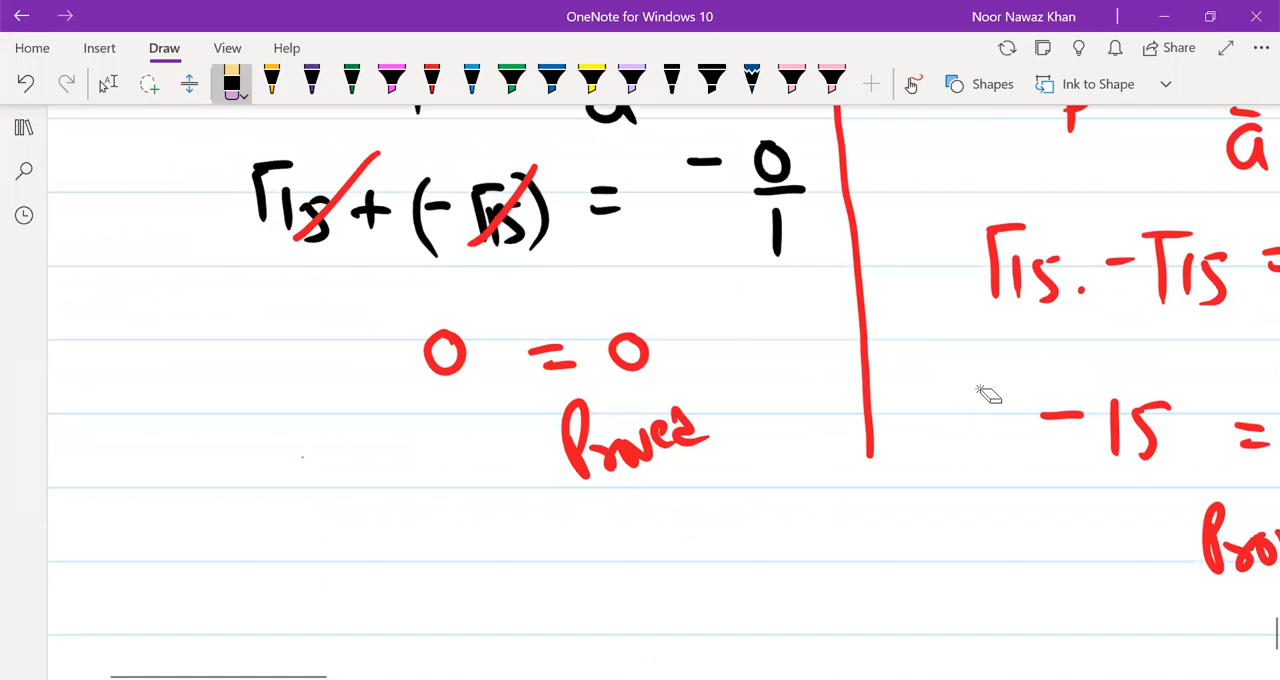 OneNote for Windows 10
Noor Nawaz Khan
Home Insert Draw View Help
Share
Shapes
Ink to Shape
√15 + (-√15) = - 0/1
0 = 0
Proved
ā
√15 . -√15 =
- 15 =